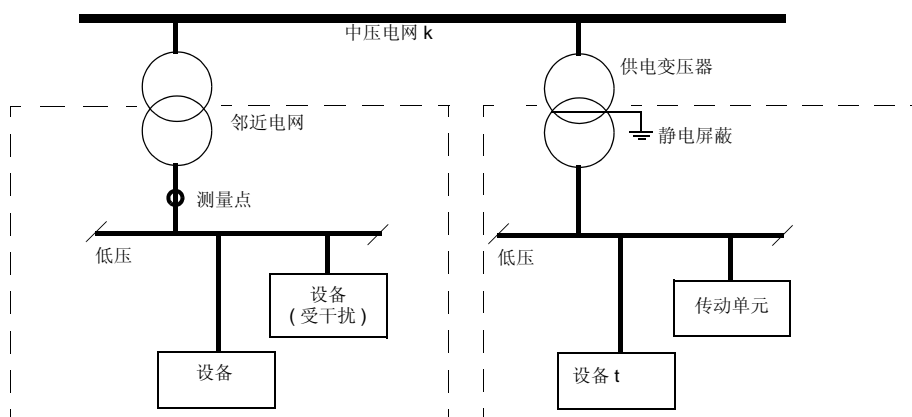 中压电网 k
供电变压器
邻近电网
静电屏蔽
测量点
低压
低压
设备
( 受干扰 )
传动单元
设备
设备 t